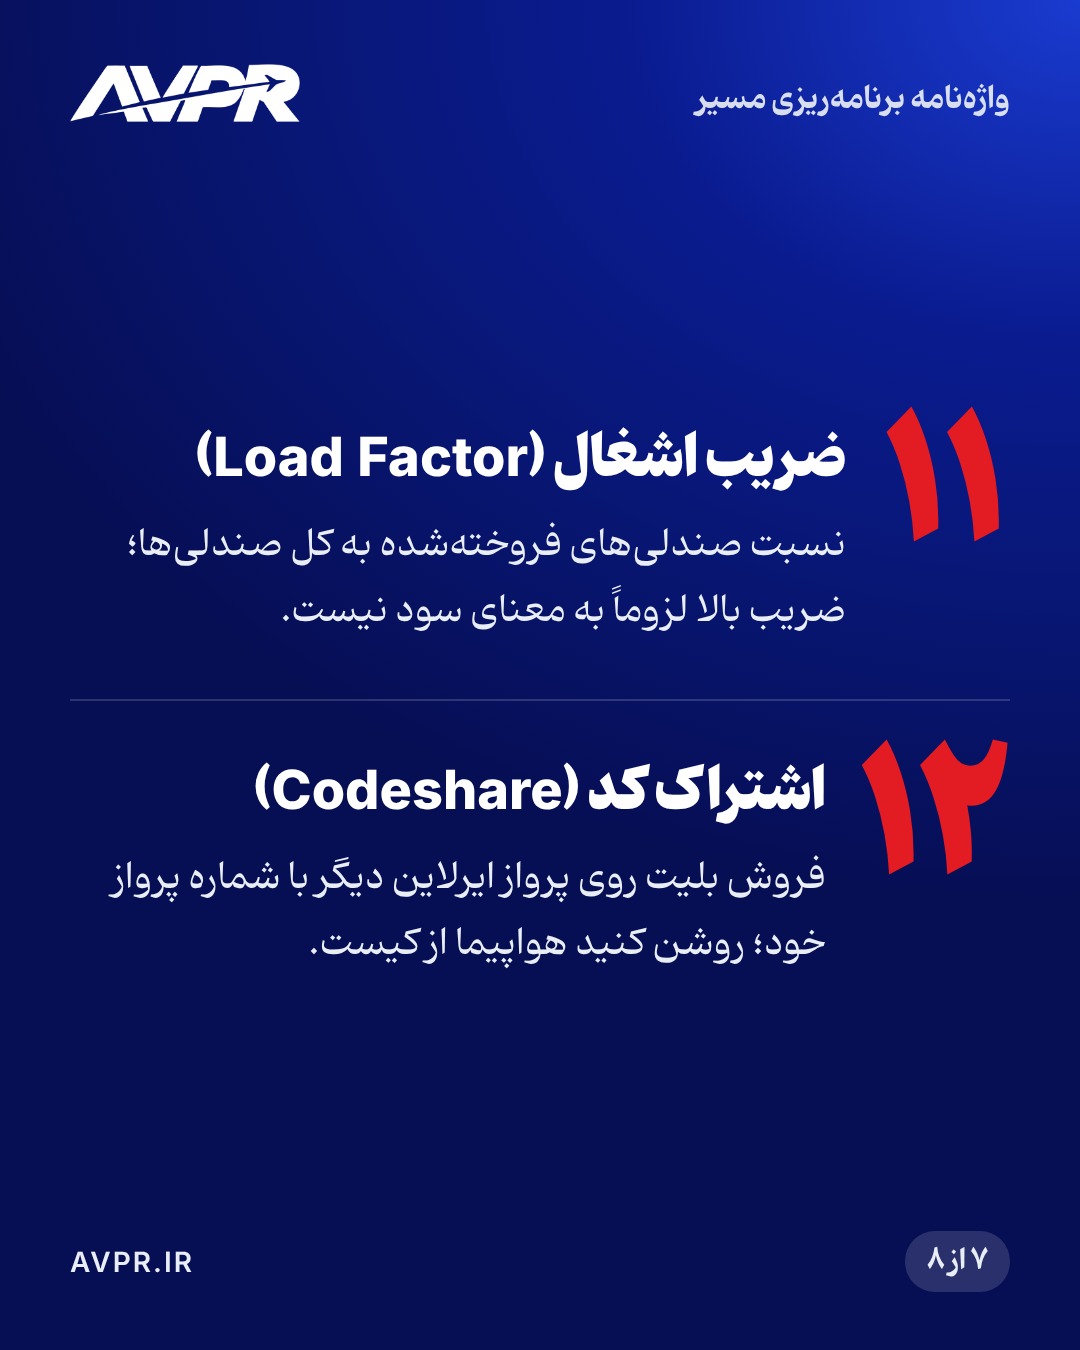 AVPR
واژه‌نامه برنامه‌ریزی مسیر
۱۱
ضریب اشغال (Load Factor)
نسبت صندلی‌های فروخته‌شده به کل صندلی‌ها؛
ضریب بالا لزوماً به معنای سود نیست.
۱۲
اشتراک کد (Codeshare)
فروش بلیت روی پرواز ایرلاین دیگر با شماره پرواز
خود؛ روشن کنید هواپیما از کیست.
AVPR.IR
۷ از ۸